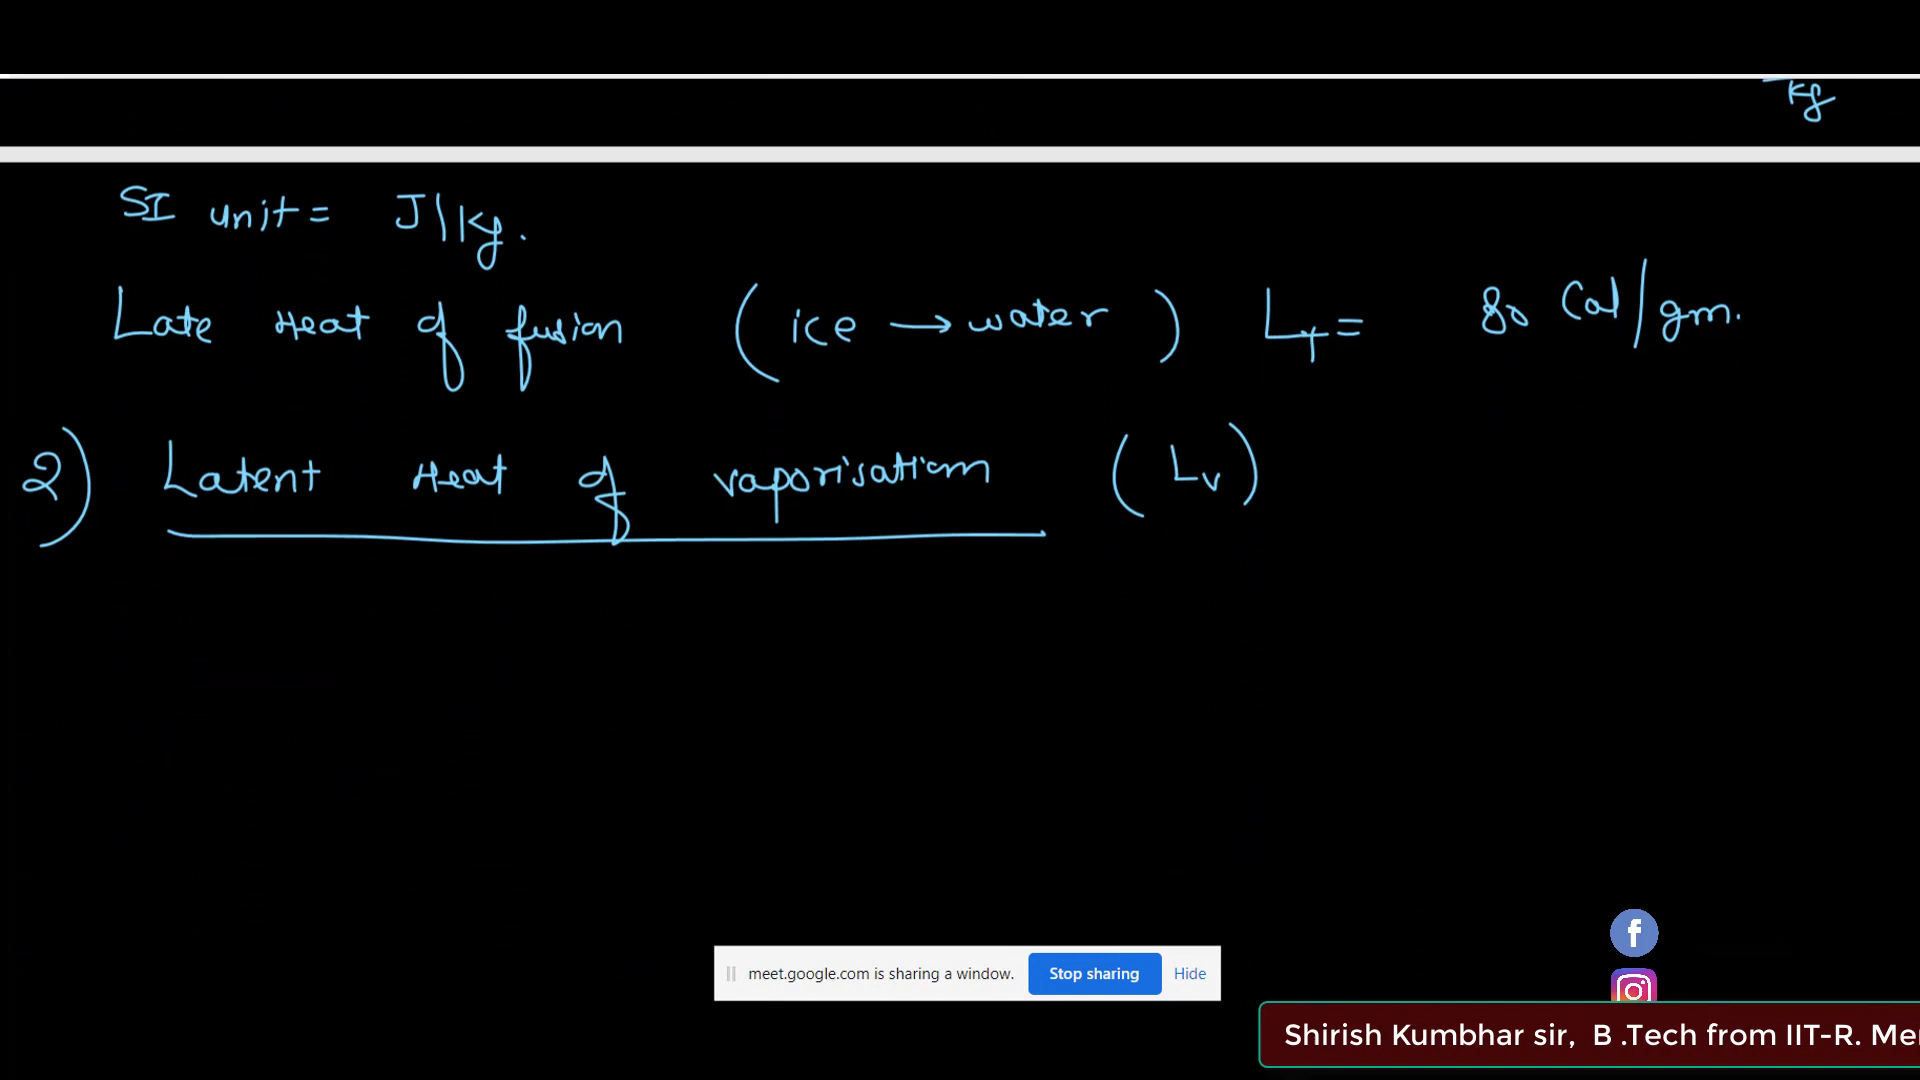 kg
SI unit = J\kg.
Late Heat of fusion (ice → water) Lf = 80 Cal/gm.
2) Latent Heat of vaporisation (Lv)
meet.google.com is sharing a window. Stop sharing Hide
f
Shirish Kumbhar sir, B .Tech from IIT-R. Me